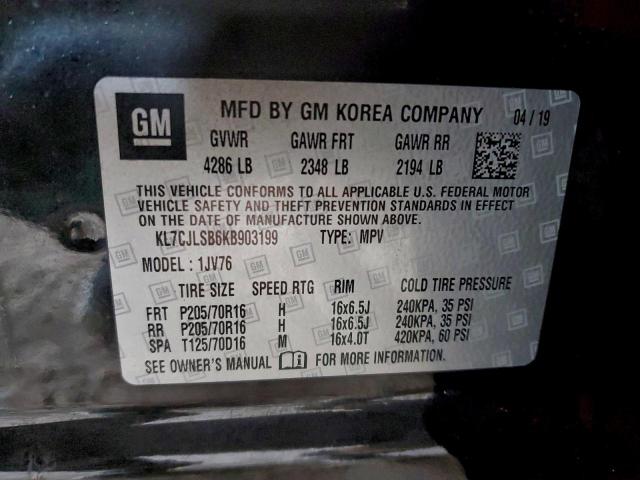 GM MFD BY GM KOREA COMPANY 04/19
GVWR GAWR FRT GAWR RR
4286 LB 2348 LB 2194 LB
THIS VEHICLE CONFORMS TO ALL APPLICABLE U.S. FEDERAL MOTOR
VEHICLE SAFETY AND THEFT PREVENTION STANDARDS IN EFFECT
ON THE DATE OF MANUFACTURE SHOWN ABOVE.
KL7CJLSB6KB903199 TYPE: MPV
MODEL : 1JV76
TIRE SIZE SPEED RTG RIM COLD TIRE PRESSURE
FRT P205/70R16 H 16x6.5J 240KPA, 35 PSI
RR P205/70R16 H 16x6.5J 240KPA, 35 PSI
SPA T125/70D16 M 16x4.0T 420KPA, 60 PSI
SEE OWNER'S MANUAL FOR MORE INFORMATION